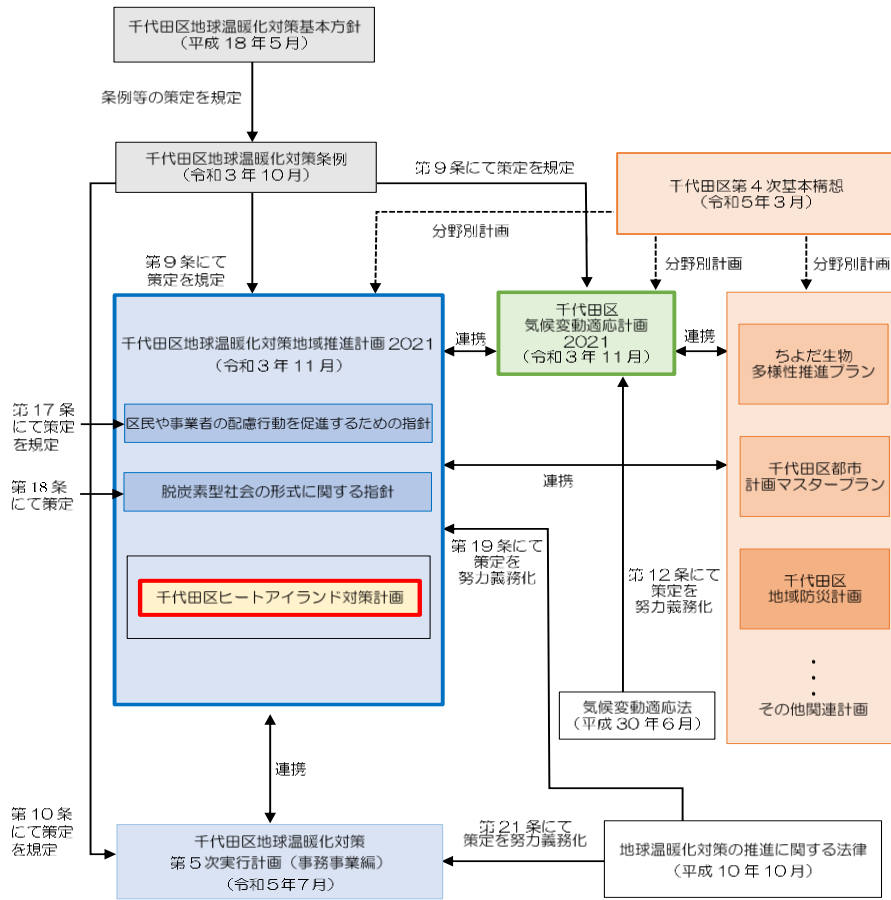 千代田区地球温暖化対策基本方針
（平成18年5月）
条例等の策定を規定
千代田区地球温暖化対策条例
（令和3年10月）
第9条にて策定を規定
千代田区第4次基本構想
（令和5年3月）
分野別計画
分野別計画
分野別計画
第9条にて
策定を規定
千代田区地球温暖化対策地域推進計画2021
（令和3年11月）
連携
千代田区
気候変動適応計画
2021
（令和3年11月）
連携
ちよだ生物
多様性推進プラン
第17条
にて策定
を規定
区民や事業者の配慮行動を促進するための指針
第18条
にて策定
脱炭素型社会の形式に関する指針
連携
千代田区都市
計画マスタープラン
第19条にて
策定を
努力義務化
第12条にて
策定を
努力義務化
千代田区
地域防災計画
千代田区ヒートアイランド対策計画
・
・
・
・
その他関連計画
気候変動適応法
（平成30年6月）
連携
第10条
にて策定
を規定
千代田区地球温暖化対策
第5次実行計画（事務事業編）
（令和5年7月）
第21条にて
策定を努力義務化
地球温暖化対策の推進に関する法律
（平成10年10月）